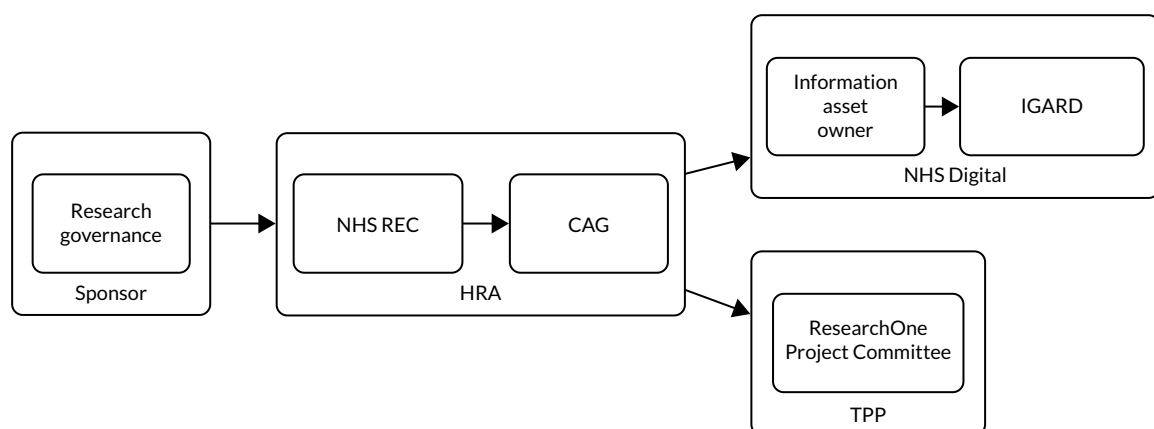 Research
governance
Sponsor
NHS REC
CAG
HRA
Information
asset
owner
IGARD
NHS Digital
ResearchOne
Project Committee
TPP